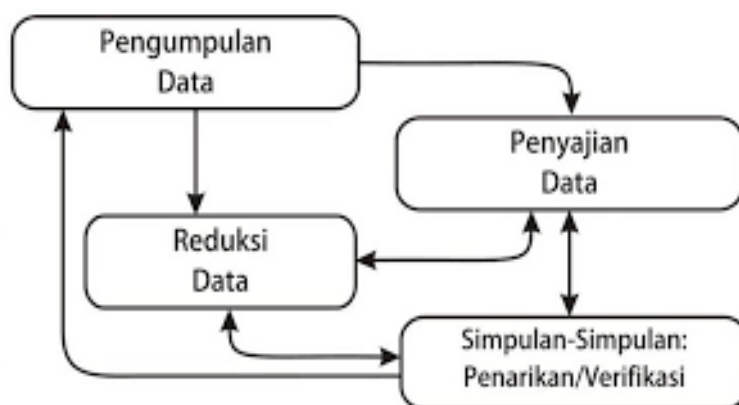 Pengumpulan
Data
Penyajian
Data
Reduksi
Data
Simpulan-Simpulan:
Penarikan/Verifikasi